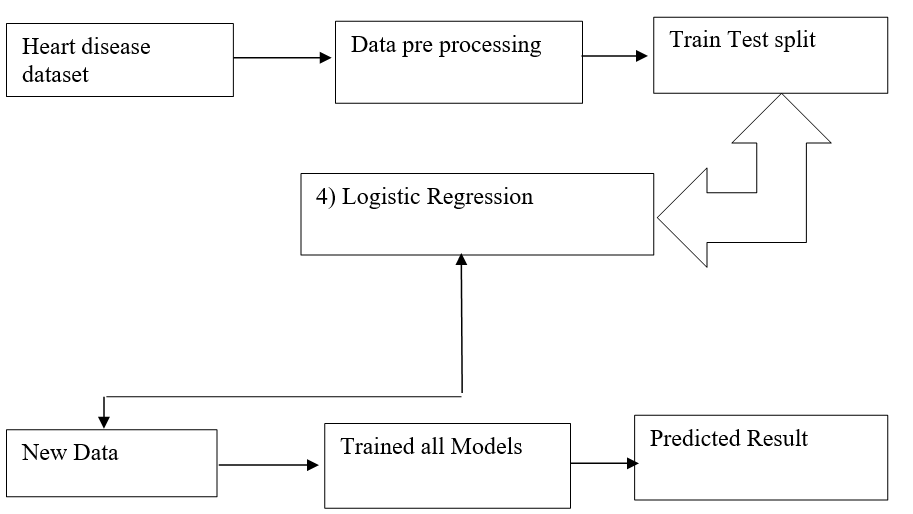 Heart disease
dataset
Data pre processing
Train Test split
4) Logistic Regression
New Data
Trained all Models
Predicted Result